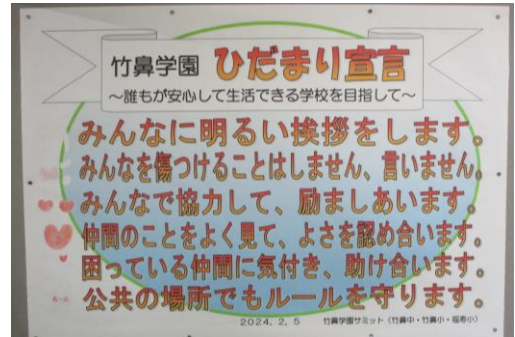 竹鼻学園 ひだまり宣言
～誰もが安心して生活できる学校を目指して～
みんなに明るい挨拶をします。
みんなを傷つけることはしません、言いません。
みんなで協力して、励ましあいます。
仲間のことをよく見て、よさを認め合います。
困っている仲間に気付き、助け合います。
公共の場所でもルールを守ります。
2024.2.5 竹鼻学園サミット（竹鼻中・竹鼻小・福寿小）